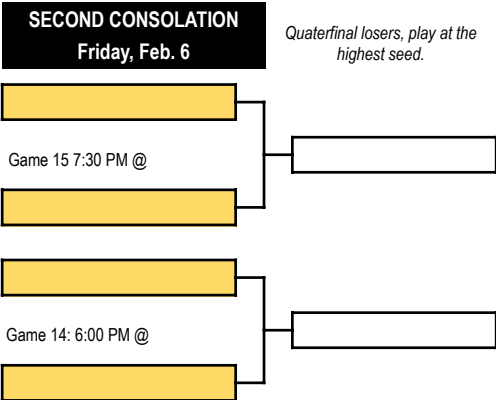 SECOND CONSOLATION
Friday, Feb. 6
Quaterfinal losers, play at the
highest seed.
Game 15 7:30 PM @
Game 14: 6:00 PM @